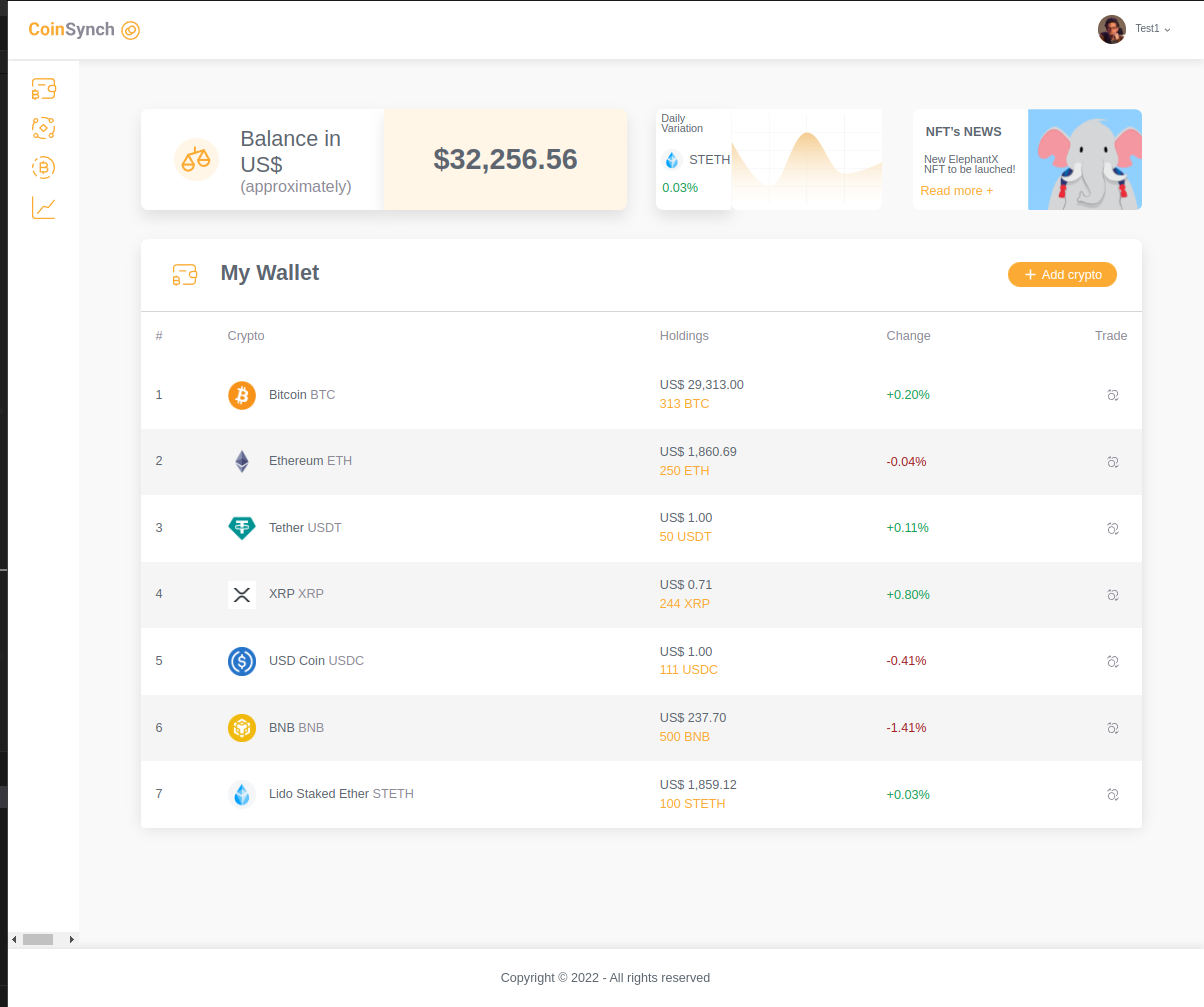 CoinSynch
Test1
Balance in
US$
(approximately)
$32,256.56
Daily
Variation
STETH
0.03%
NFT's NEWS
New ElephantX
NFT to be lauched!
Read more +
My Wallet
+ Add crypto
# Crypto Holdings Change Trade
1 Bitcoin BTC US$ 29,313.00 +0.20%
313 BTC
2 Ethereum ETH US$ 1,860.69 -0.04%
250 ETH
3 Tether USDT US$ 1.00 +0.11%
50 USDT
4 XRP XRP US$ 0.71 +0.80%
244 XRP
5 USD Coin USDC US$ 1.00 -0.41%
111 USDC
6 BNB BNB US$ 237.70 -1.41%
500 BNB
7 Lido Staked Ether STETH US$ 1,859.12 +0.03%
100 STETH
Copyright © 2022 - All rights reserved